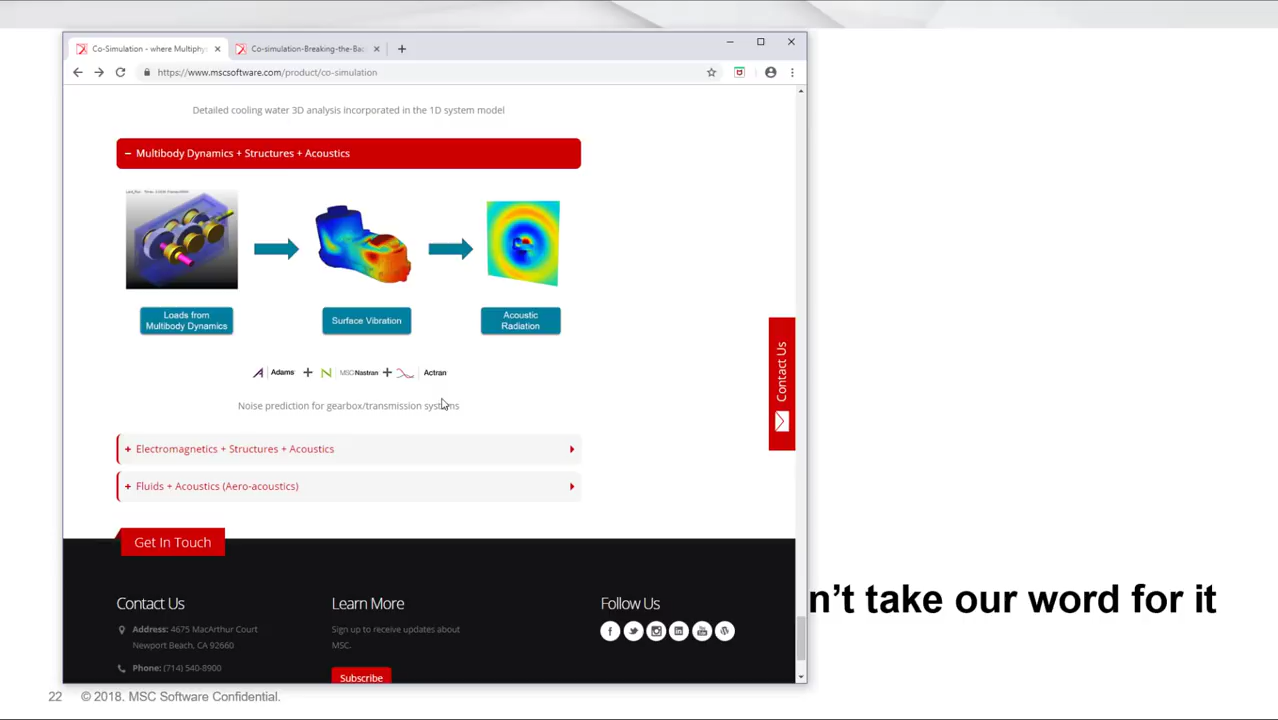 Co-Simulation - where Multiphy
Co-simulation-Breaking-the-Ba
https://www.mscsoftware.com/product/co-simulation
Detailed cooling water 3D analysis incorporated in the 1D system model
− Multibody Dynamics + Structures + Acoustics
Loads from
Multibody Dynamics
Surface Vibration
Acoustic
Radiation
Adams + MSC Nastran + Actran
Noise prediction for gearbox/transmission systems
+ Electromagnetics + Structures + Acoustics
+ Fluids + Acoustics (Aero-acoustics)
Contact Us
Get In Touch
Contact Us
Address: 4675 MacArthur Court
Newport Beach, CA 92660
Phone: (714) 540-8900
Learn More
Sign up to receive updates about
MSC.
Subscribe
Follow Us
n't take our word for it
22 © 2018. MSC Software Confidential.